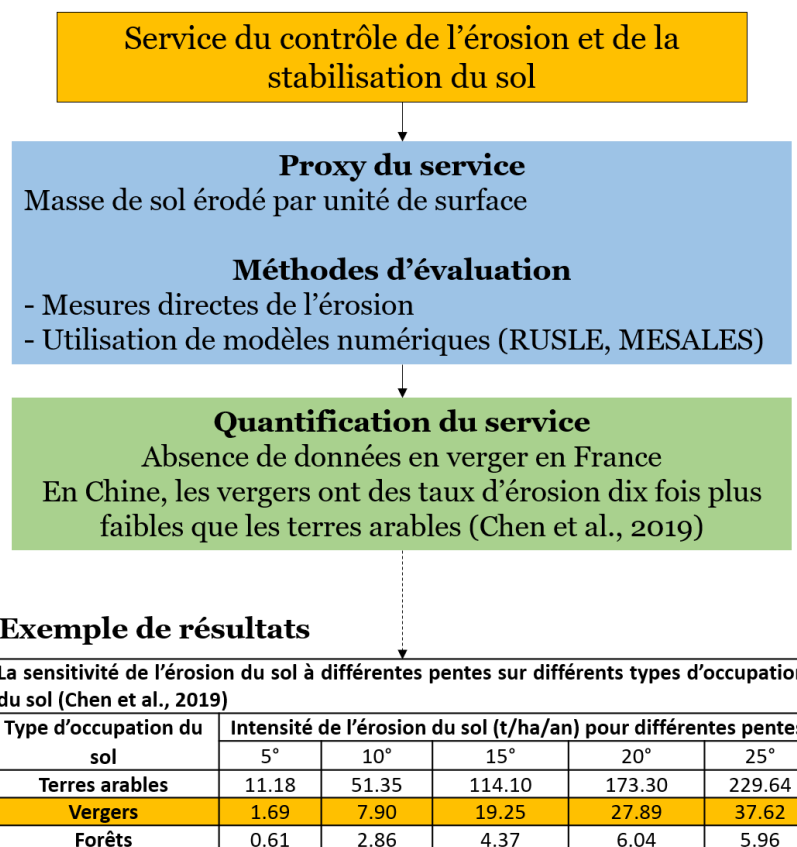 Service du contrôle de l'érosion et de la
stabilisation du sol
Proxy du service
Masse de sol érodé par unité de surface
Méthodes d'évaluation
- Mesures directes de l'érosion
- Utilisation de modèles numériques (RUSLE, MESALES)
Quantification du service
Absence de données en verger en France
En Chine, les vergers ont des taux d'érosion dix fois plus
faibles que les terres arables (Chen et al., 2019)
Exemple de résultats
La sensitivité de l'érosion du sol à différentes pentes sur différents types d'occupation
du sol (Chen et al., 2019)
Type d'occupation du
sol
Intensité de l'érosion du sol (t/ha/an) pour différentes pentes
5° 10° 15° 20° 25°
Terres arables 11.18 51.35 114.10 173.30 229.64
Vergers 1.69 7.90 19.25 27.89 37.62
Forêts 0.61 2.86 4.37 6.04 5.96